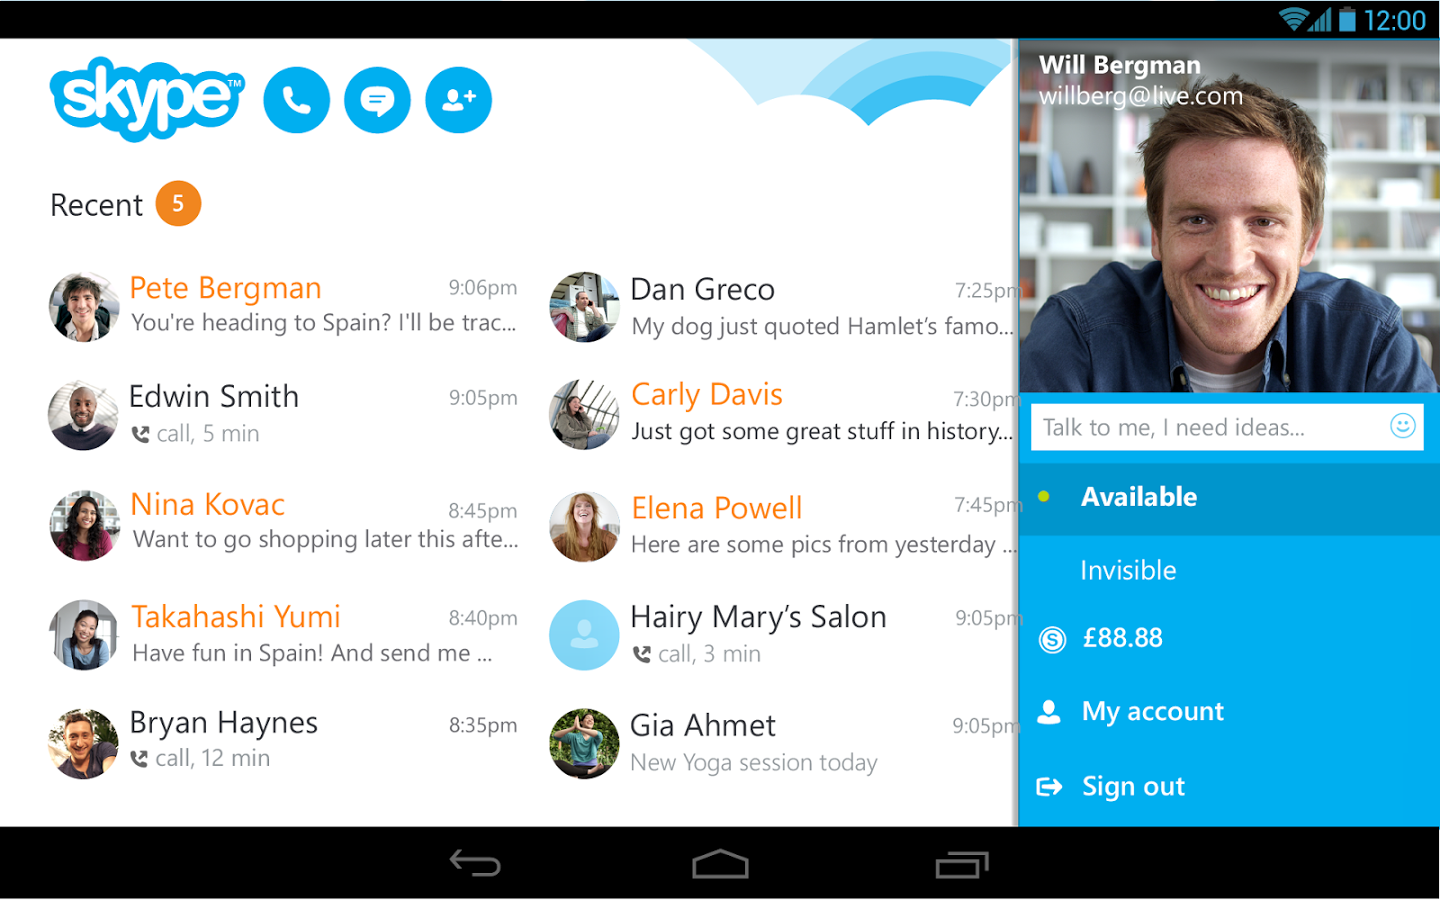 12:00
skype™
Recent 5
Pete Bergman 9:06pm
You're heading to Spain? I'll be trac...
Edwin Smith 9:05pm
call, 5 min
Nina Kovac 8:45pm
Want to go shopping later this afte...
Takahashi Yumi 8:40pm
Have fun in Spain! And send me ...
Bryan Haynes 8:35pm
call, 12 min
Dan Greco 7:25pm
My dog just quoted Hamlet’s famo...
Carly Davis 7:30pm
Just got some great stuff in history...
Elena Powell 7:45pm
Here are some pics from yesterday ...
Hairy Mary’s Salon 9:05pm
call, 3 min
Gia Ahmet 9:05pm
New Yoga session today
Will Bergman
willberg@live.com
Talk to me, I need ideas...
Available
Invisible
£88.88
My account
Sign out